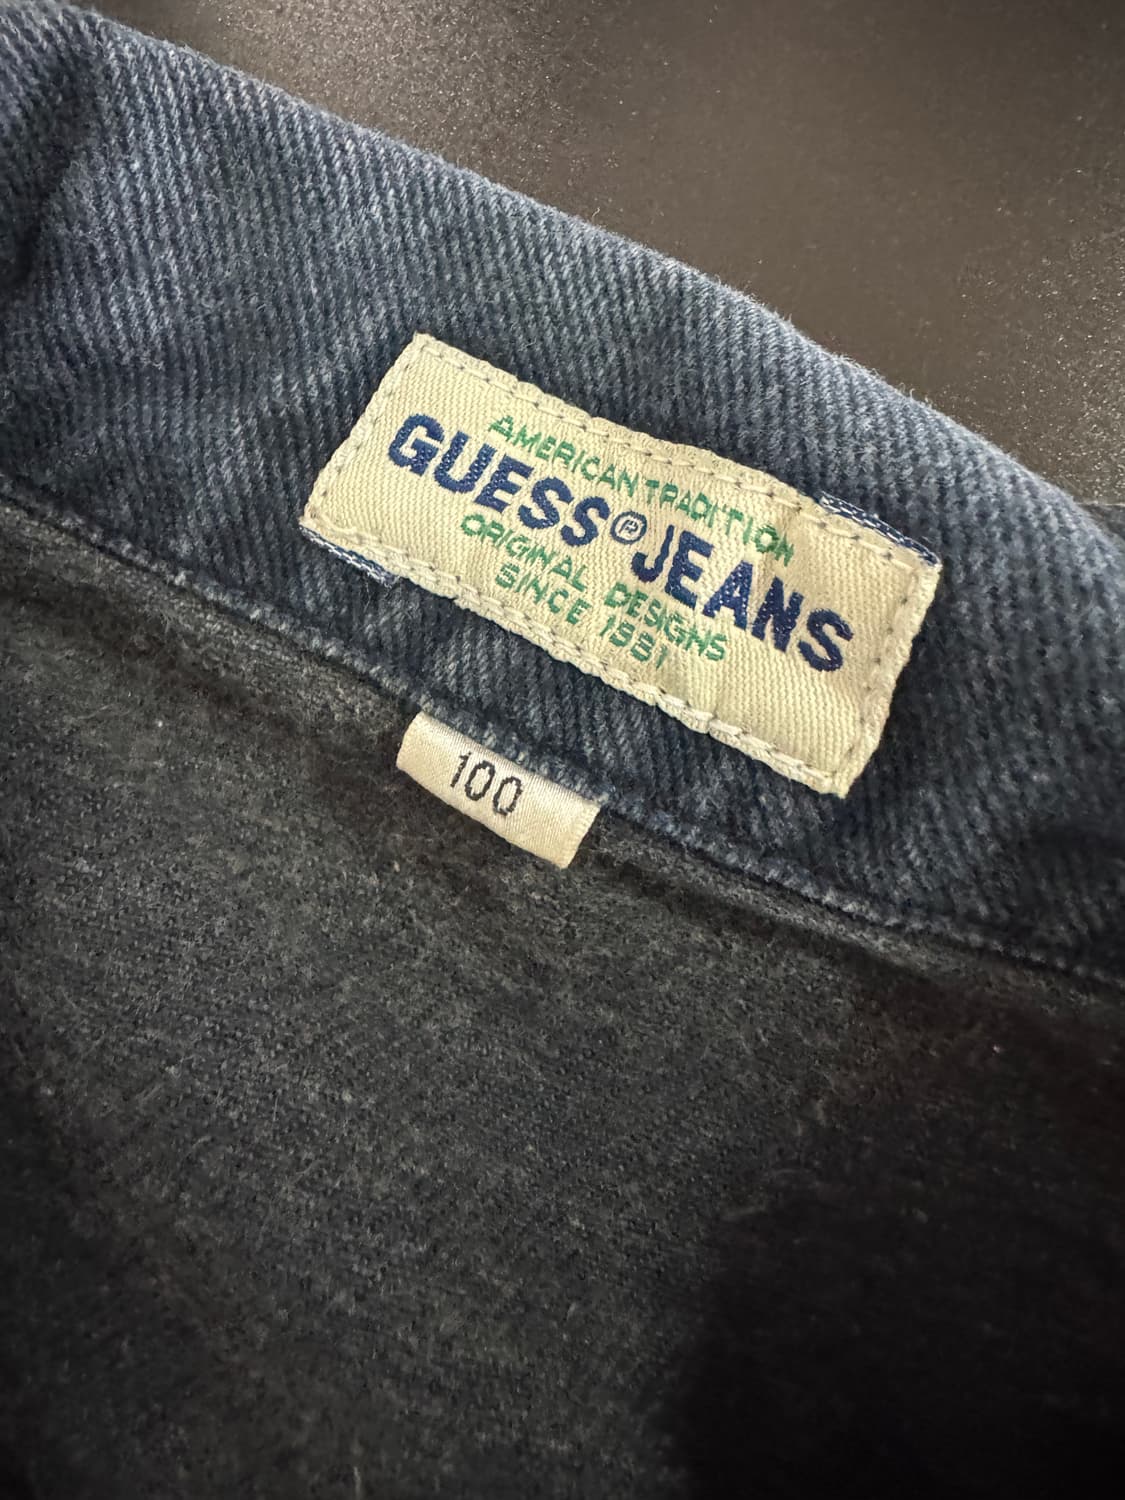 AMERICAN TRADITION
GUESS®JEANS
ORIGINAL DESIGNS
SINCE 1981
100